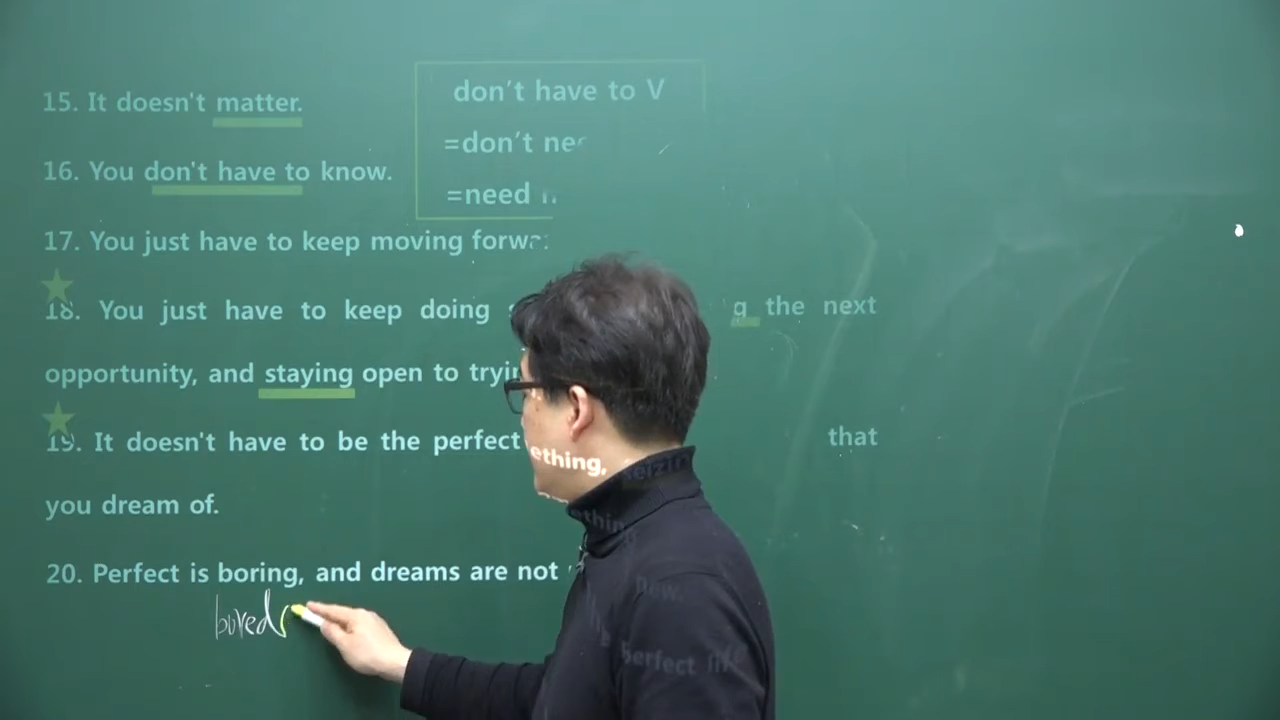 15. It doesn't matter.
don't have to V
=don't
16. You don't have to know.
=need
17. You just have to keep moving
18. You just have to keep doing the next
opportunity, and staying open to
19. It doesn't have to be the perfect that
you dream of.
20. Perfect is boring, and dreams are not
bored
ething,